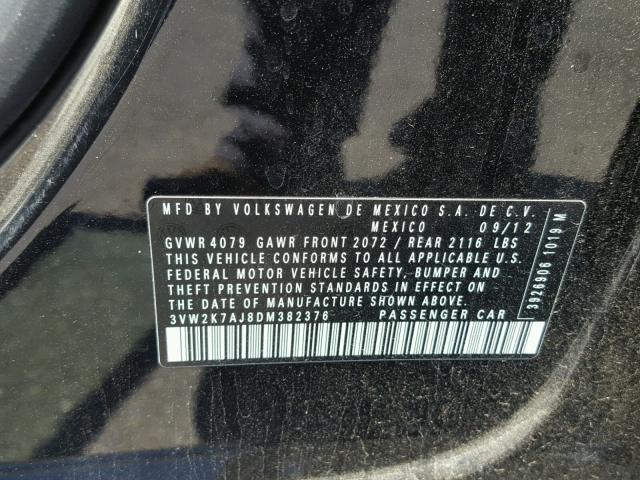 MFD BY VOLKSWAGEN DE MEXICO S.A. DE C.V.
MEXICO 09/12
GVWR 4079 GAWR FRONT 2072 / REAR 2116 LBS
THIS VEHICLE CONFORMS TO ALL APPLICABLE U.S.
FEDERAL MOTOR VEHICLE SAFETY, BUMPER AND
THEFT PREVENTION STANDARDS IN EFFECT ON
THE DATE OF MANUFACTURE SHOWN ABOVE.
3VW2K7AJ8DM382376 PASSENGER CAR
3926906 1019 M